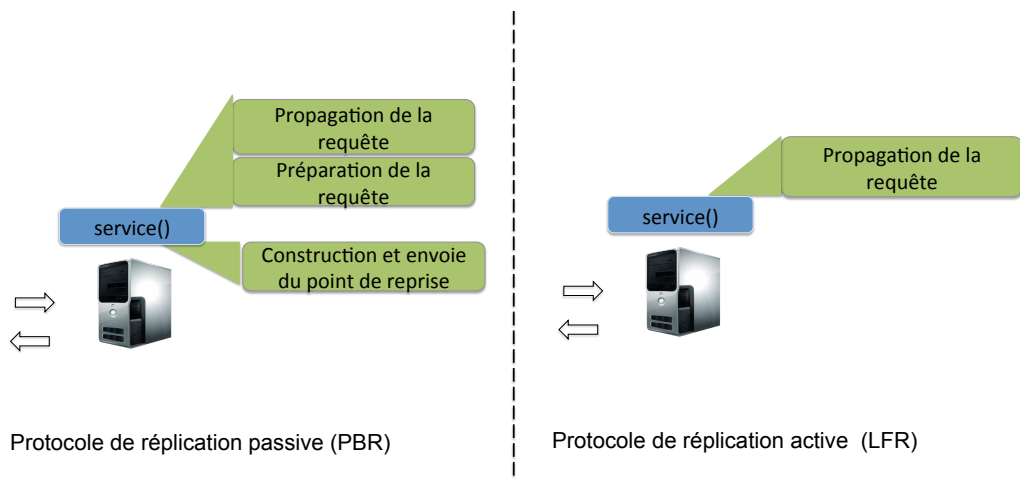 Propagation de la
requête
Préparation de la
requête
service()
Construction et envoie
du point de reprise
Protocole de réplication passive (PBR)
Propagation de la
requête
service()
Protocole de réplication active (LFR)